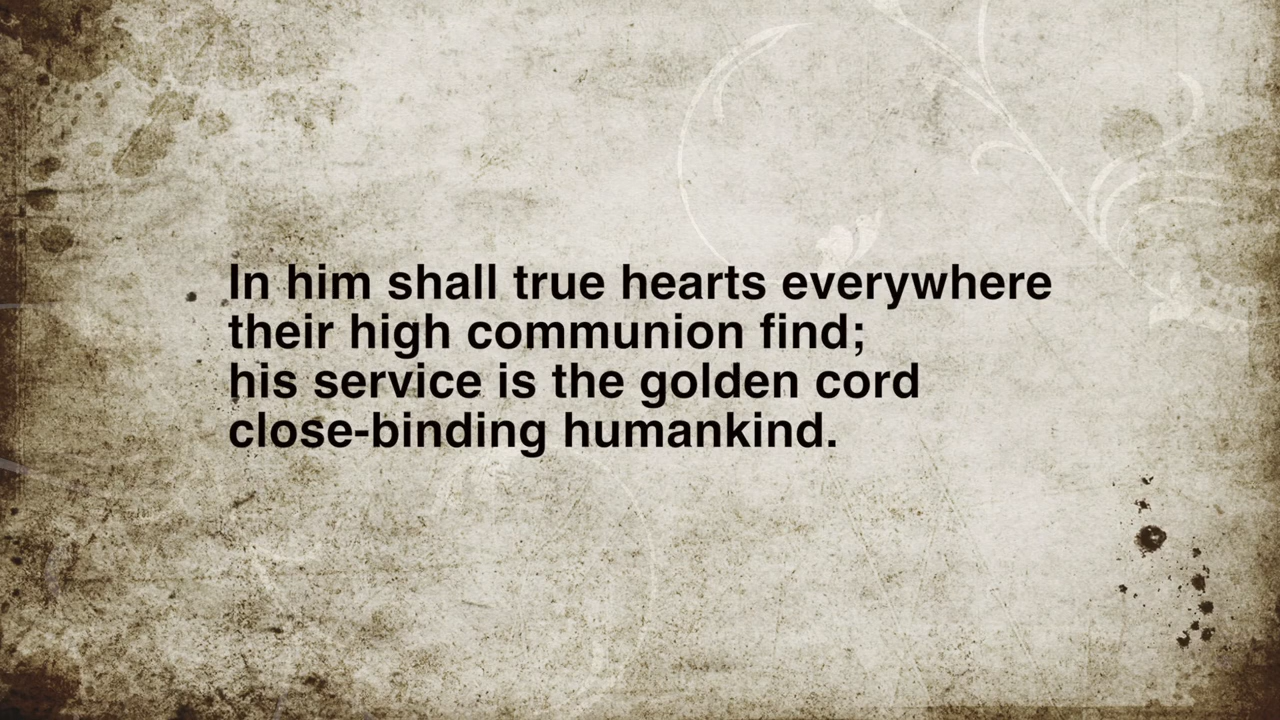 In him shall true hearts everywhere
their high communion find;
his service is the golden cord
close-binding humankind.